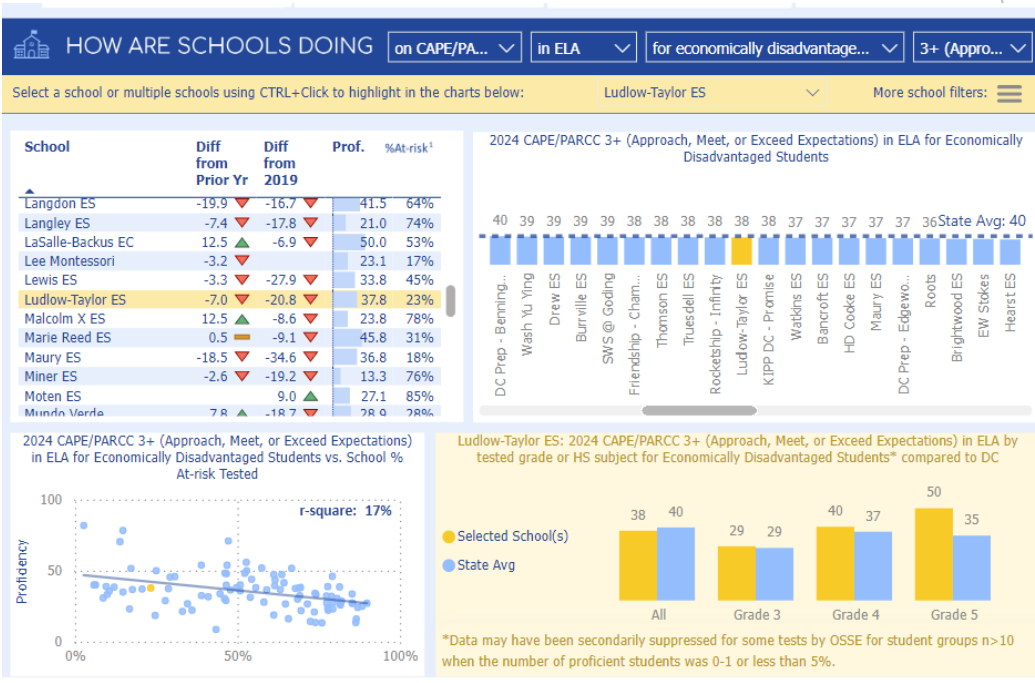 HOW ARE SCHOOLS DOING on CAPE/PA... in ELA for economically disadvantage... 3+ (Appro...
Select a school or multiple schools using CTRL+Click to highlight in the charts below: Ludlow-Taylor ES More school filters:
School Diff from Prior Yr Diff from 2019 Prof. %At-risk¹
Langdon ES -19.9 -16.7 41.5 64%
Langley ES -7.4 -17.8 21.0 74%
LaSalle-Backus EC 12.5 -6.9 50.0 53%
Lee Montessori -3.2 23.1 17%
Lewis ES -3.3 -27.9 33.8 45%
Ludlow-Taylor ES -7.0 -20.8 37.8 23%
Malcolm X ES 12.5 -8.6 23.8 78%
Marie Reed ES 0.5 -9.1 45.8 31%
Maury ES -18.5 -34.6 36.8 18%
Miner ES -2.6 -19.2 13.3 76%
Moten ES 9.0 27.1 85%
Mundo Verde 7.8 -18.7 28.9 28%
2024 CAPE/PARCC 3+ (Approach, Meet, or Exceed Expectations) in ELA for Economically
Disadvantaged Students
40 39 39 39 39 38 38 38 38 38 38 37 37 37 37 37 36 State Avg: 40
DC Prep - Benning...
Wash Yu Ying
Drew ES
Burrville ES
SWS @ Goding
Friendship - Cham...
Thomson ES
Truesdell ES
Rocketship - Infinity
Ludlow-Taylor ES
KIPP DC - Promise
Watkins ES
Bancroft ES
HD Cooke ES
Maury ES
DC Prep - Edgewo...
Roots
Brightwood ES
EW Stokes
Hearst ES
2024 CAPE/PARCC 3+ (Approach, Meet, or Exceed Expectations)
in ELA for Economically Disadvantaged Students vs. School %
At-risk Tested
r-square: 17%
Proficiency
100
50
0
0% 50% 100%
Ludlow-Taylor ES: 2024 CAPE/PARCC 3+ (Approach, Meet, or Exceed Expectations) in ELA by
tested grade or HS subject for Economically Disadvantaged Students* compared to DC
Selected School(s)
State Avg
38 40 29 29 40 37 50 35
All Grade 3 Grade 4 Grade 5
*Data may have been secondarily suppressed for some tests by OSSE for student groups n>10
when the number of proficient students was 0-1 or less than 5%.